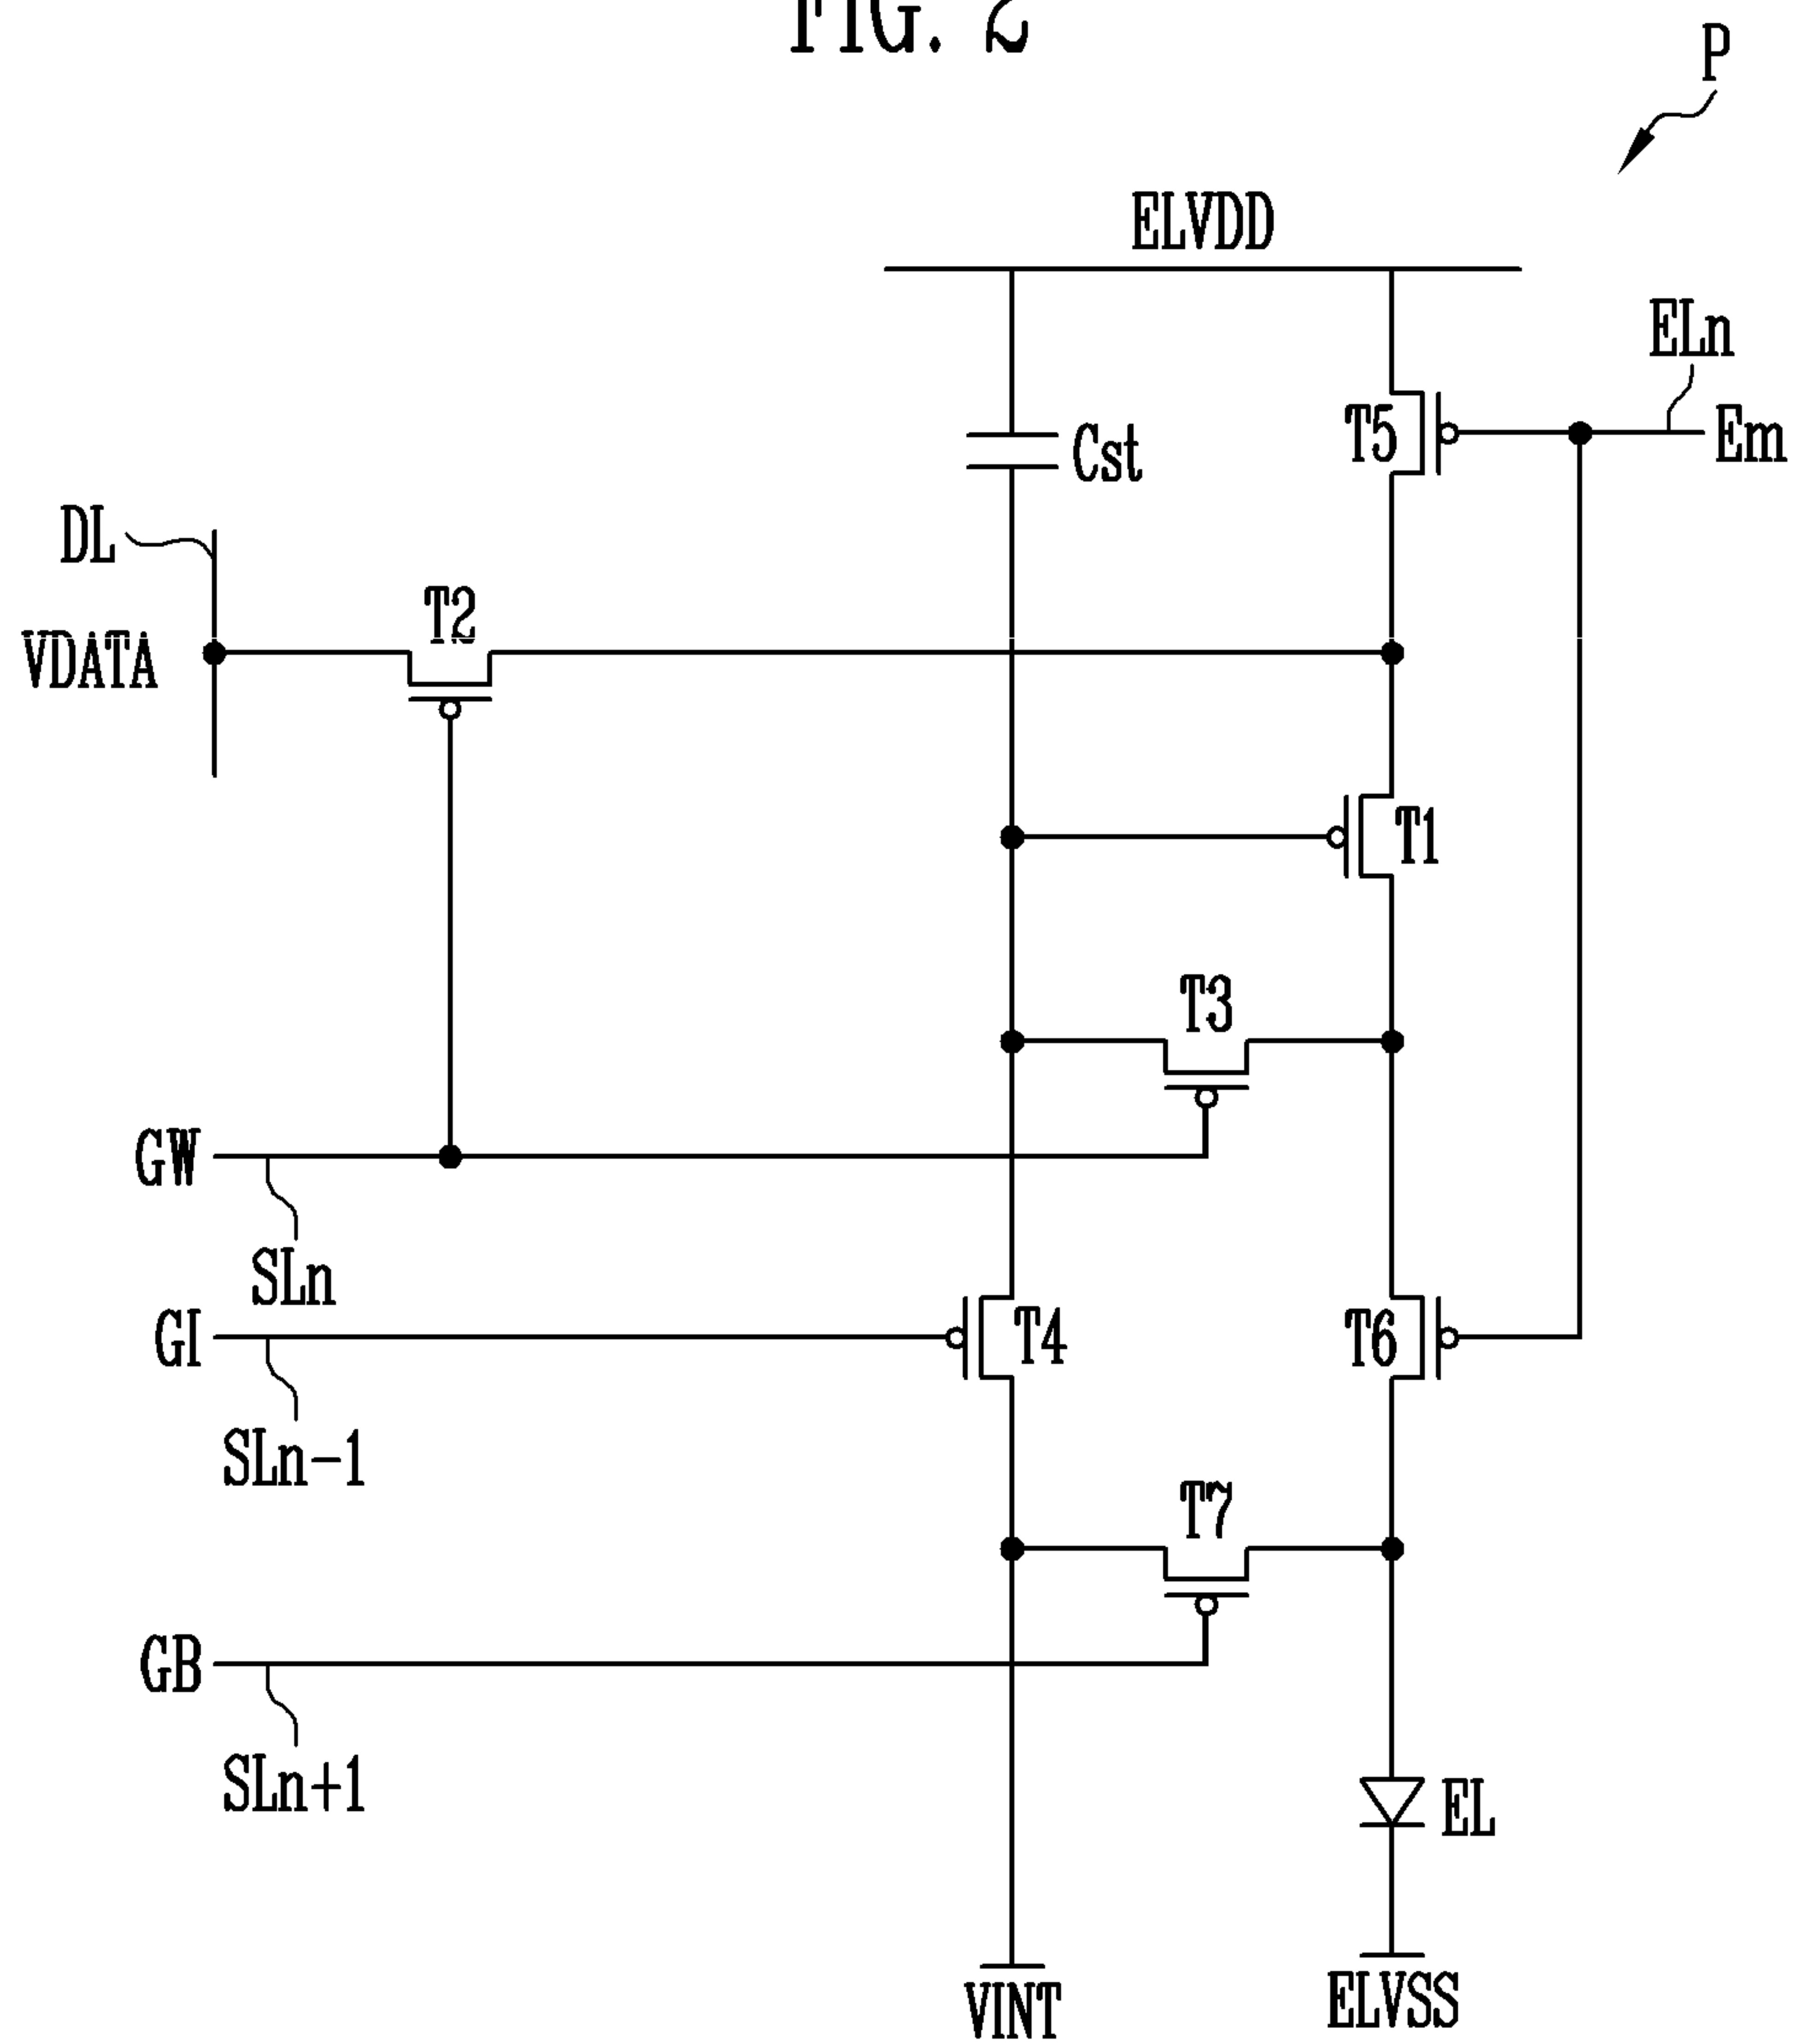 FIG. 2
P
ELVDD
ELn
T5
Em
Cst
DL
T2
VDATA
T1
T3
GW
SLn
GI
T4
T6
SLn-1
T7
GB
SLn+1
EL
VINT
ELVSS